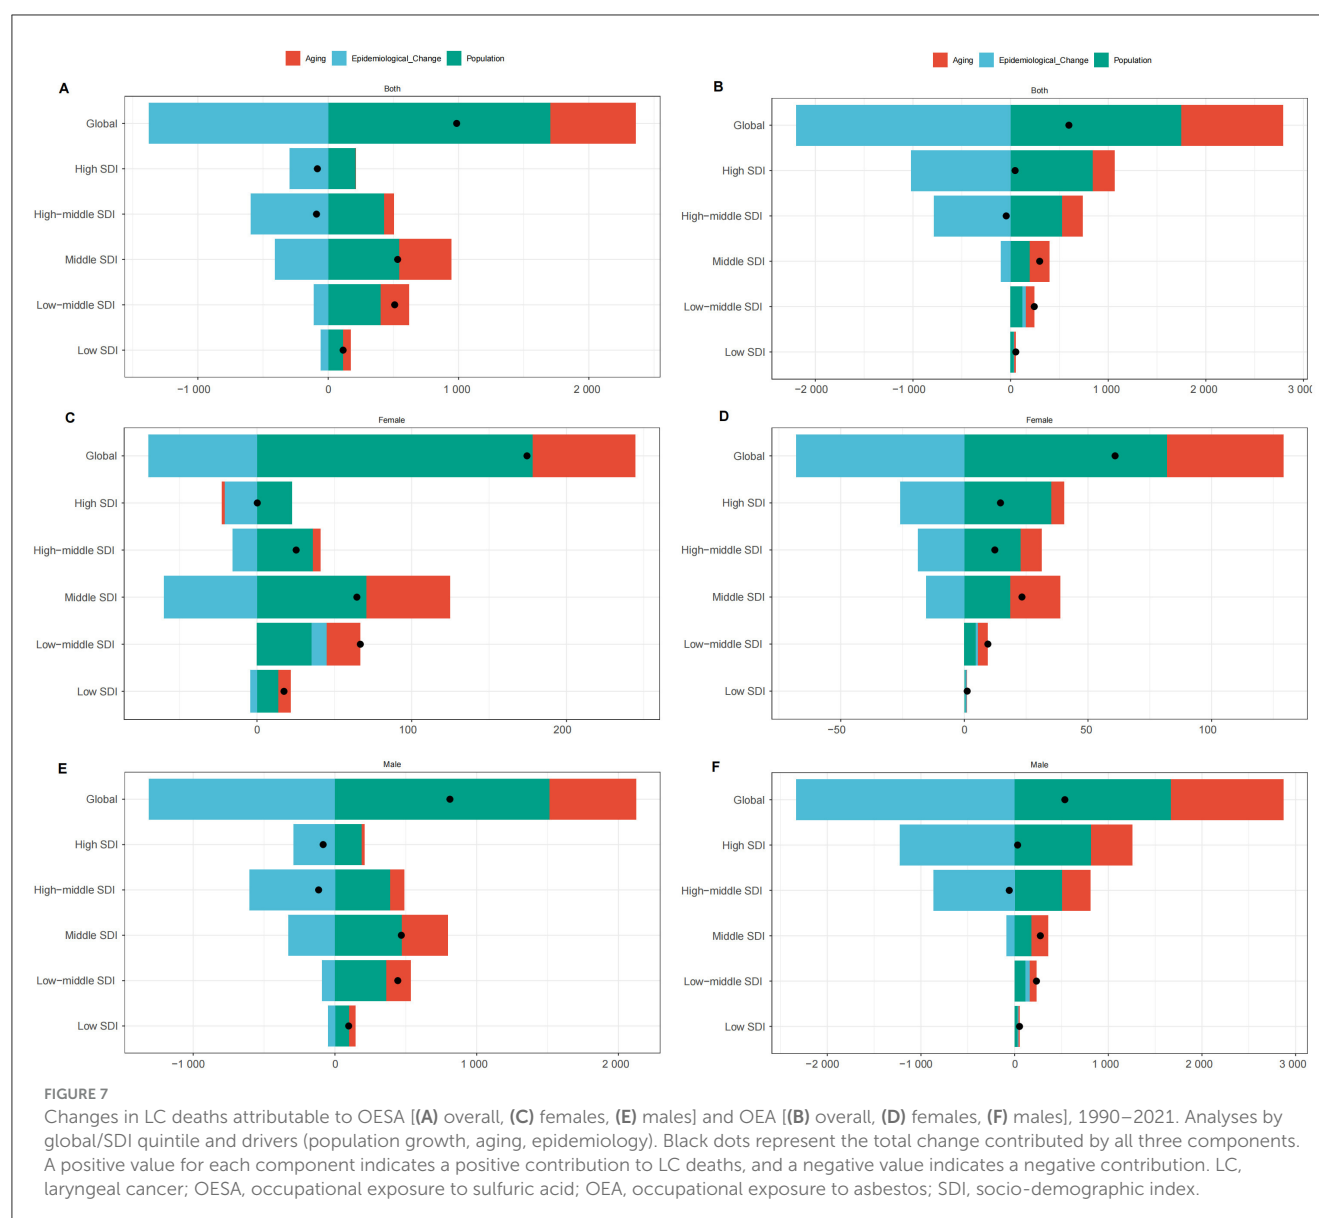 Aging Epidemiological_Change Population
A
Both
Global
High SDI
High−middle SDI
Middle SDI
Low−middle SDI
Low SDI
−1 000 0 1 000 2 000
Aging Epidemiological_Change Population
B
Both
Global
High SDI
High−middle SDI
Middle SDI
Low−middle SDI
Low SDI
−2 000 −1 000 0 1 000 2 000 3 000
C
Female
Global
High SDI
High−middle SDI
Middle SDI
Low−middle SDI
Low SDI
0 100 200
D
Female
Global
High SDI
High−middle SDI
Middle SDI
Low−middle SDI
Low SDI
−50 0 50 100
E
Male
Global
High SDI
High−middle SDI
Middle SDI
Low−middle SDI
Low SDI
−1 000 0 1 000 2 000
F
Male
Global
High SDI
High−middle SDI
Middle SDI
Low−middle SDI
Low SDI
−2 000 −1 000 0 1 000 2 000 3 000
FIGURE 7
Changes in LC deaths attributable to OESA [(A) overall, (C) females, (E) males] and OEA [(B) overall, (D) females, (F) males], 1990–2021. Analyses by
global/SDI quintile and drivers (population growth, aging, epidemiology). Black dots represent the total change contributed by all three components.
A positive value for each component indicates a positive contribution to LC deaths, and a negative value indicates a negative contribution. LC,
laryngeal cancer; OESA, occupational exposure to sulfuric acid; OEA, occupational exposure to asbestos; SDI, socio-demographic index.